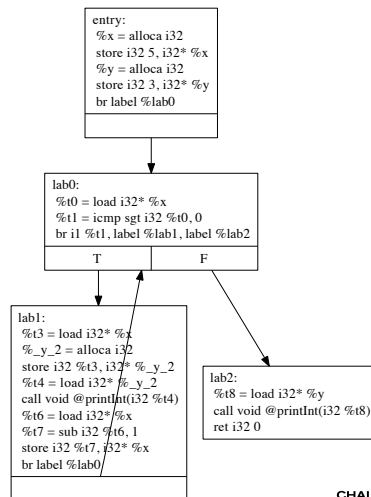 entry:
%x = alloca i32
store i32 5, i32* %x
%y = alloca i32
store i32 3, i32* %y
br label %lab0
lab0:
%t0 = load i32* %x
%t1 = icmp sgt i32 %t0, 0
br i1 %t1, label %lab1, label %lab2
T F
lab1:
%t3 = load i32* %x
%_y_2 = alloca i32
store i32 %t3, i32* %_y_2
%t4 = load i32* %_y_2
call void @printInt(i32 %t4)
%t6 = load i32* %x
%t7 = sub i32 %t6, 1
store i32 %t7, i32* %x
br label %lab0
lab2:
%t8 = load i32* %y
call void @printInt(i32 %t8)
ret i32 0